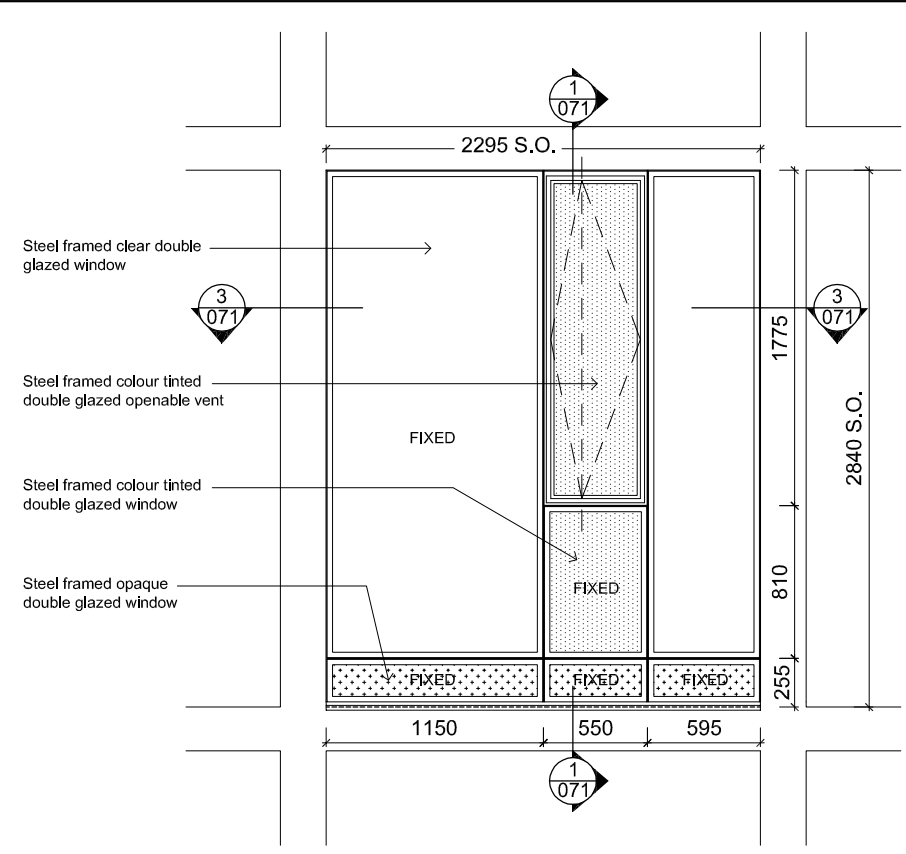 1
071
2295 S.O.
Steel framed clear double
glazed window
3
071
3
071
1775
Steel framed colour tinted
double glazed openable vent
2840 S.O.
FIXED
Steel framed colour tinted
double glazed window
810
Steel framed opaque
double glazed window
FIXED
255
FIXED
FIXED
FIXED
1150
550
595
1
071